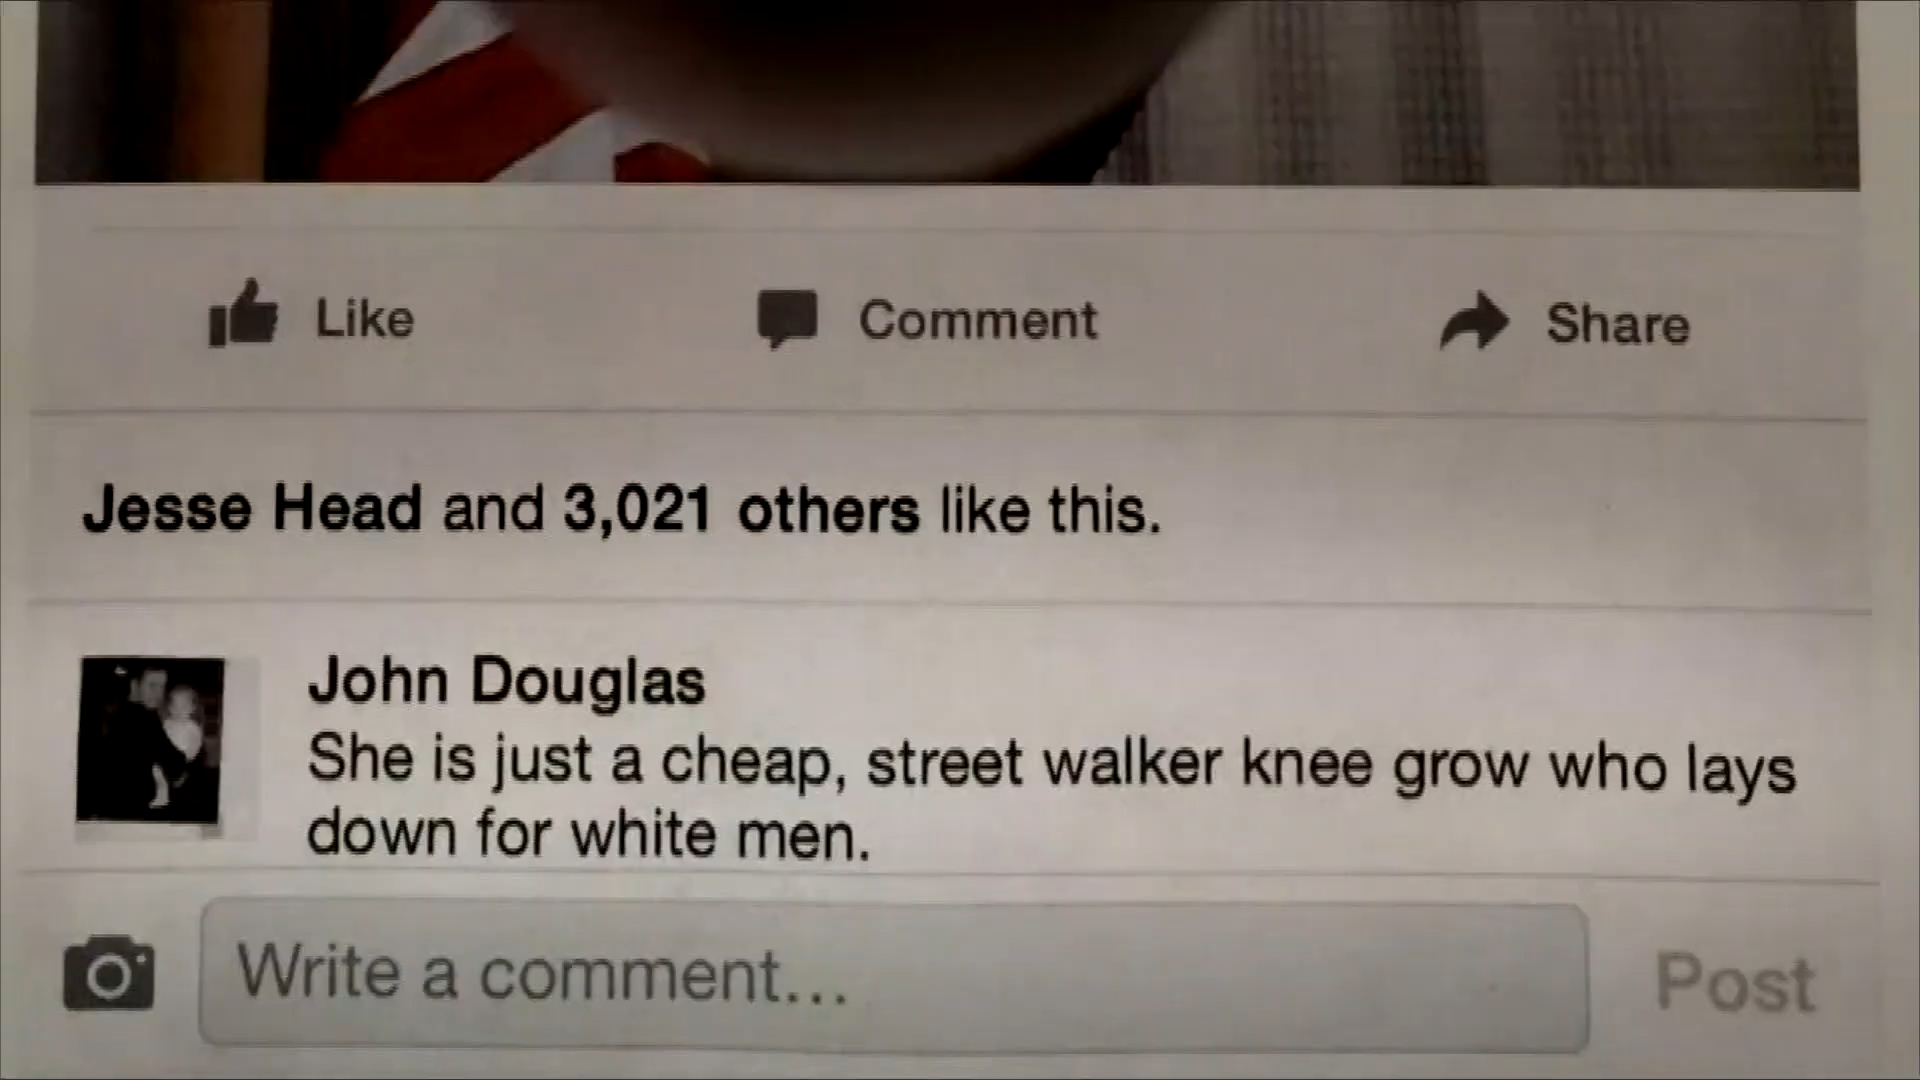 Like Comment Share
Jesse Head and 3,021 others like this.
John Douglas
She is just a cheap, street walker knee grow who lays
down for white men.
Write a comment... Post